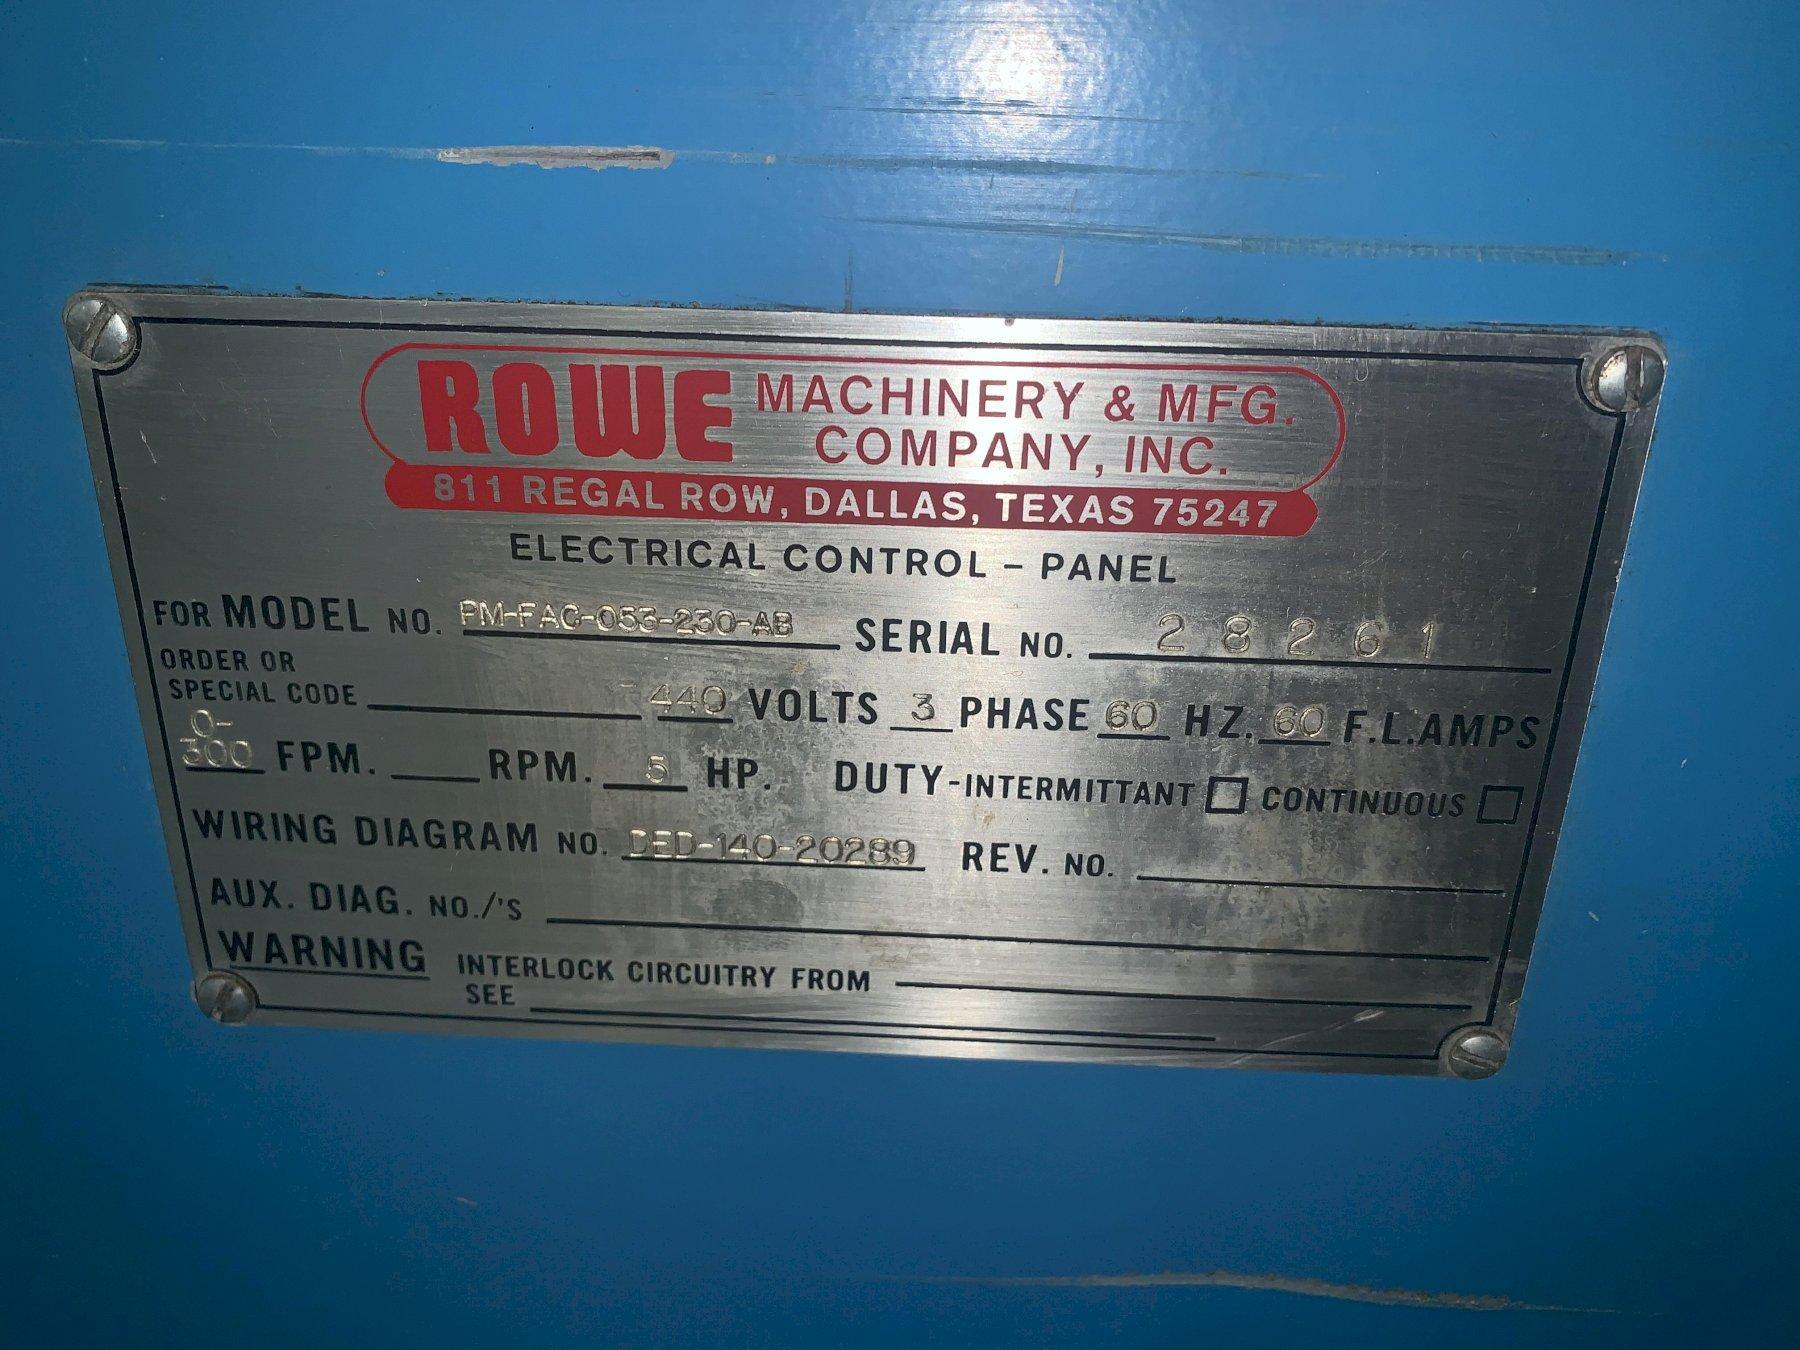 ROWE MACHINERY & MFG.
COMPANY, INC.
811 REGAL ROW, DALLAS, TEXAS 75247
ELECTRICAL CONTROL - PANEL
FOR MODEL NO. PM-FAC-053-230-AB SERIAL NO. 28261
ORDER OR
SPECIAL CODE 440 VOLTS 3 PHASE 60 HZ. 60 F.L.AMPS
0-
300 FPM. RPM. 5 HP. DUTY-INTERMITTANT CONTINUOUS
WIRING DIAGRAM NO. DED-140-20289 REV. NO.
AUX. DIAG. NO./'S
WARNING INTERLOCK CIRCUITRY FROM
SEE